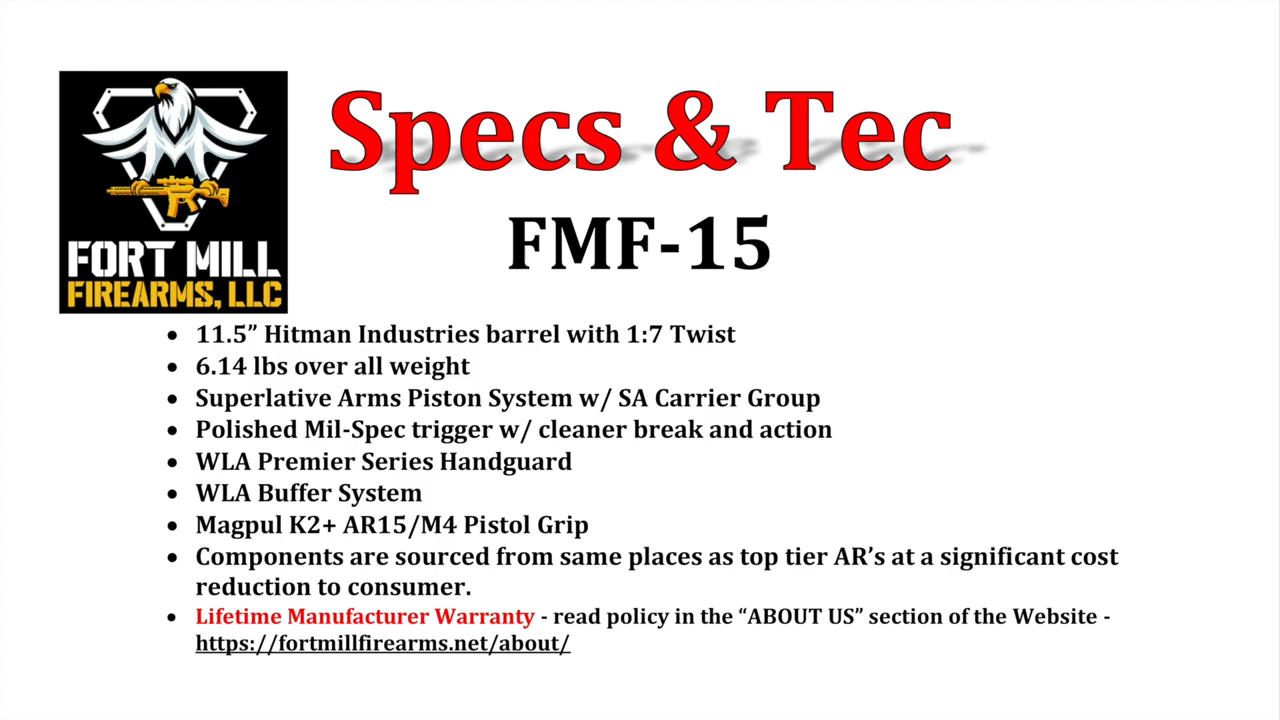 Specs & Tec
FORT MILL
FIREARMS, LLC
FMF-15
• 11.5” Hitman Industries barrel with 1:7 Twist
• 6.14 lbs over all weight
• Superlative Arms Piston System w/ SA Carrier Group
• Polished Mil-Spec trigger w/ cleaner break and action
• WLA Premier Series Handguard
• WLA Buffer System
• Magpul K2+ AR15/M4 Pistol Grip
• Components are sourced from same places as top tier AR’s at a significant cost
reduction to consumer.
• Lifetime Manufacturer Warranty - read policy in the “ABOUT US” section of the Website -
https://fortmillfirearms.net/about/